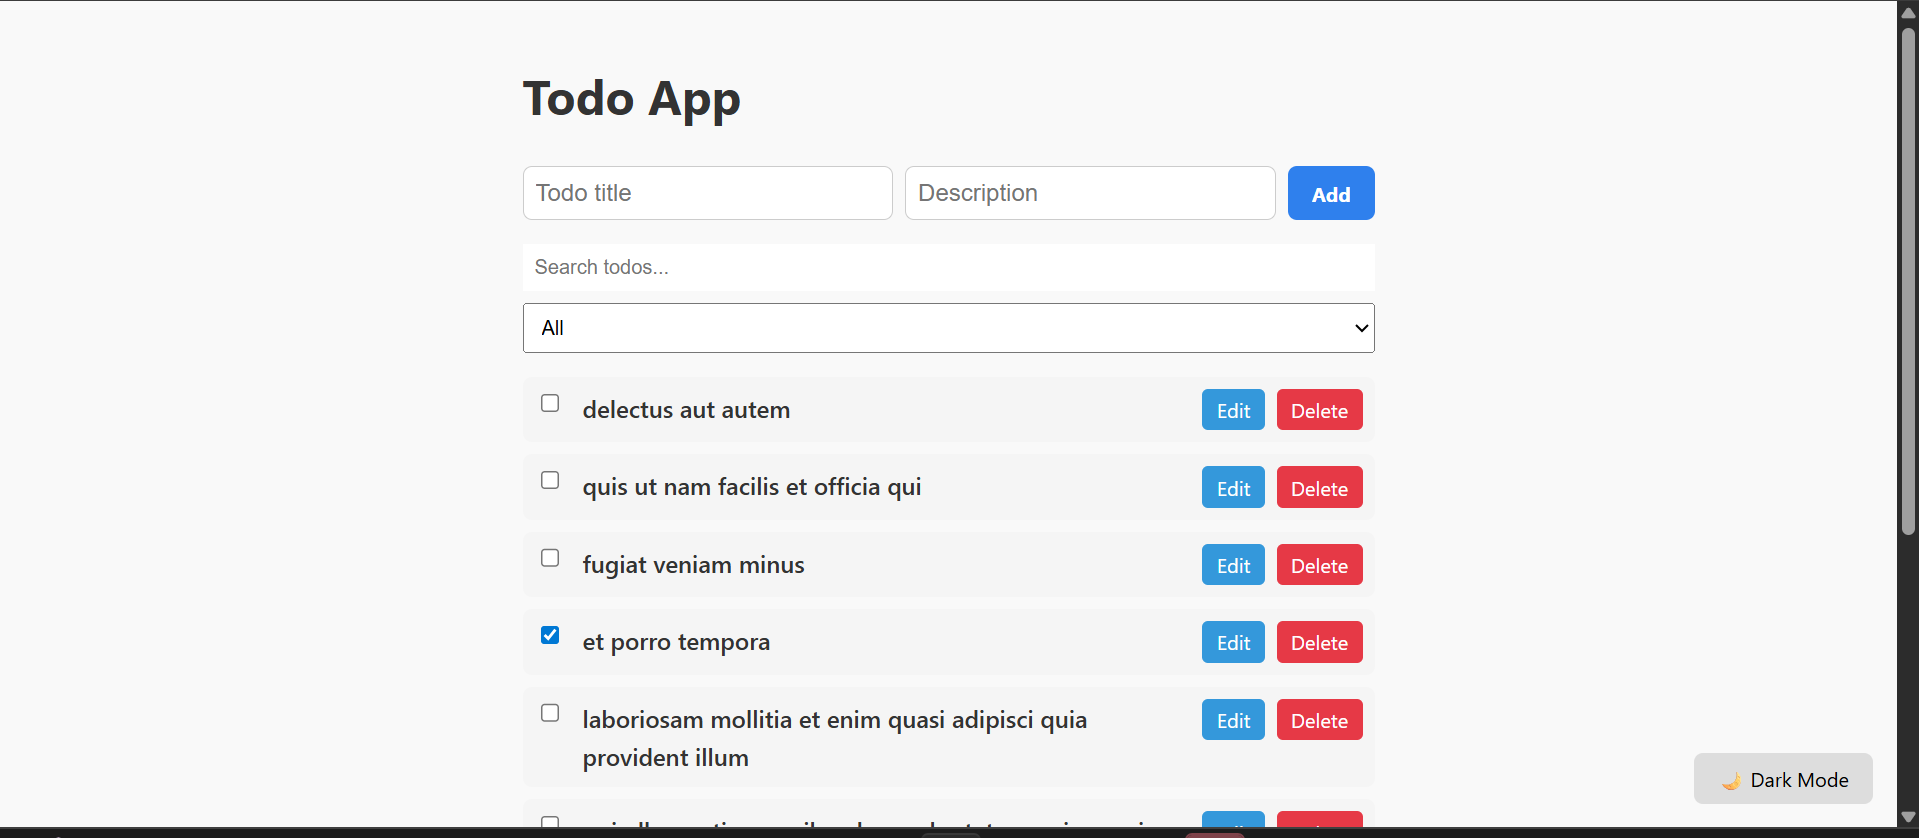 Todo App
Todo title
Description
Add
Search todos...
All
delectus aut autem
Edit
Delete
quis ut nam facilis et officia qui
Edit
Delete
fugiat veniam minus
Edit
Delete
et porro tempora
Edit
Delete
laboriosam mollitia et enim quasi adipisci quia
provident illum
Edit
Delete
Dark Mode